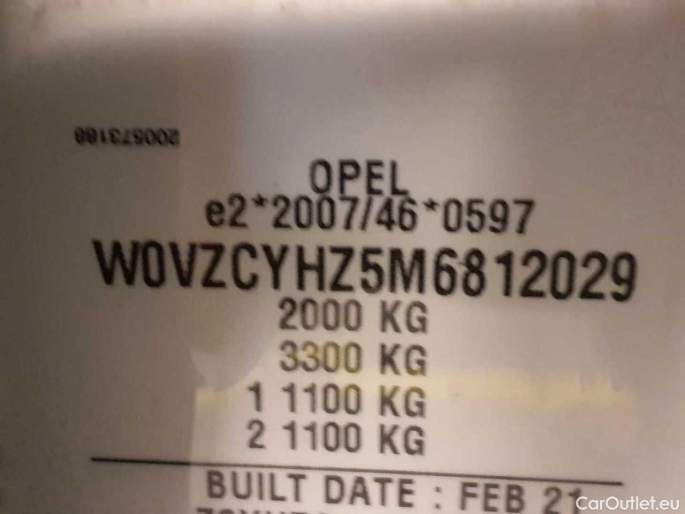 200573188
OPEL
e2*2007/46*0597
W0VZCYHZ5M6812029
2000 KG
3300 KG
1 1100 KG
2 1100 KG
BUILT DATE : FEB 21
CarOutlet.eu